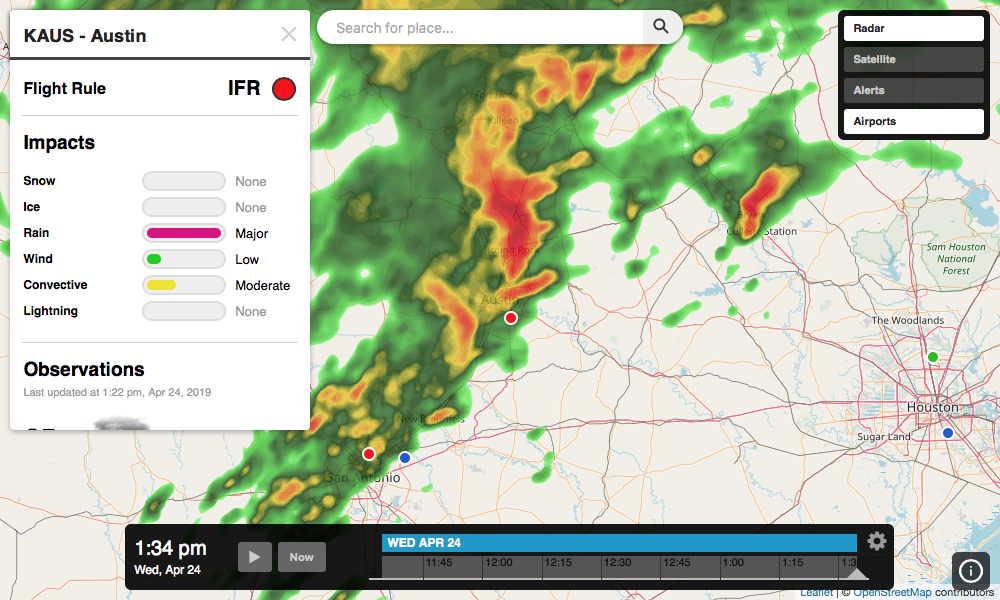 KAUS - Austin
Search for place...
Radar
Satellite
Alerts
Airports
Flight Rule
IFR
Impacts
Snow
None
Ice
None
Rain
Major
Wind
Low
Convective
Moderate
Lightning
None
Observations
Last updated at 1:22 pm, Apr 24, 2019
Fort Hood
Killeen
Bryan
College Station
Round Rock
Austin
Sam Houston
National
Forest
The Woodlands
Houston
Sugar Land
New Braunfels
San Antonio
1:34 pm
Wed, Apr 24
Now
WED APR 24
11:45
12:00
12:15
12:30
12:45
1:00
1:15
1:3
Leaflet | © OpenStreetMap contributors